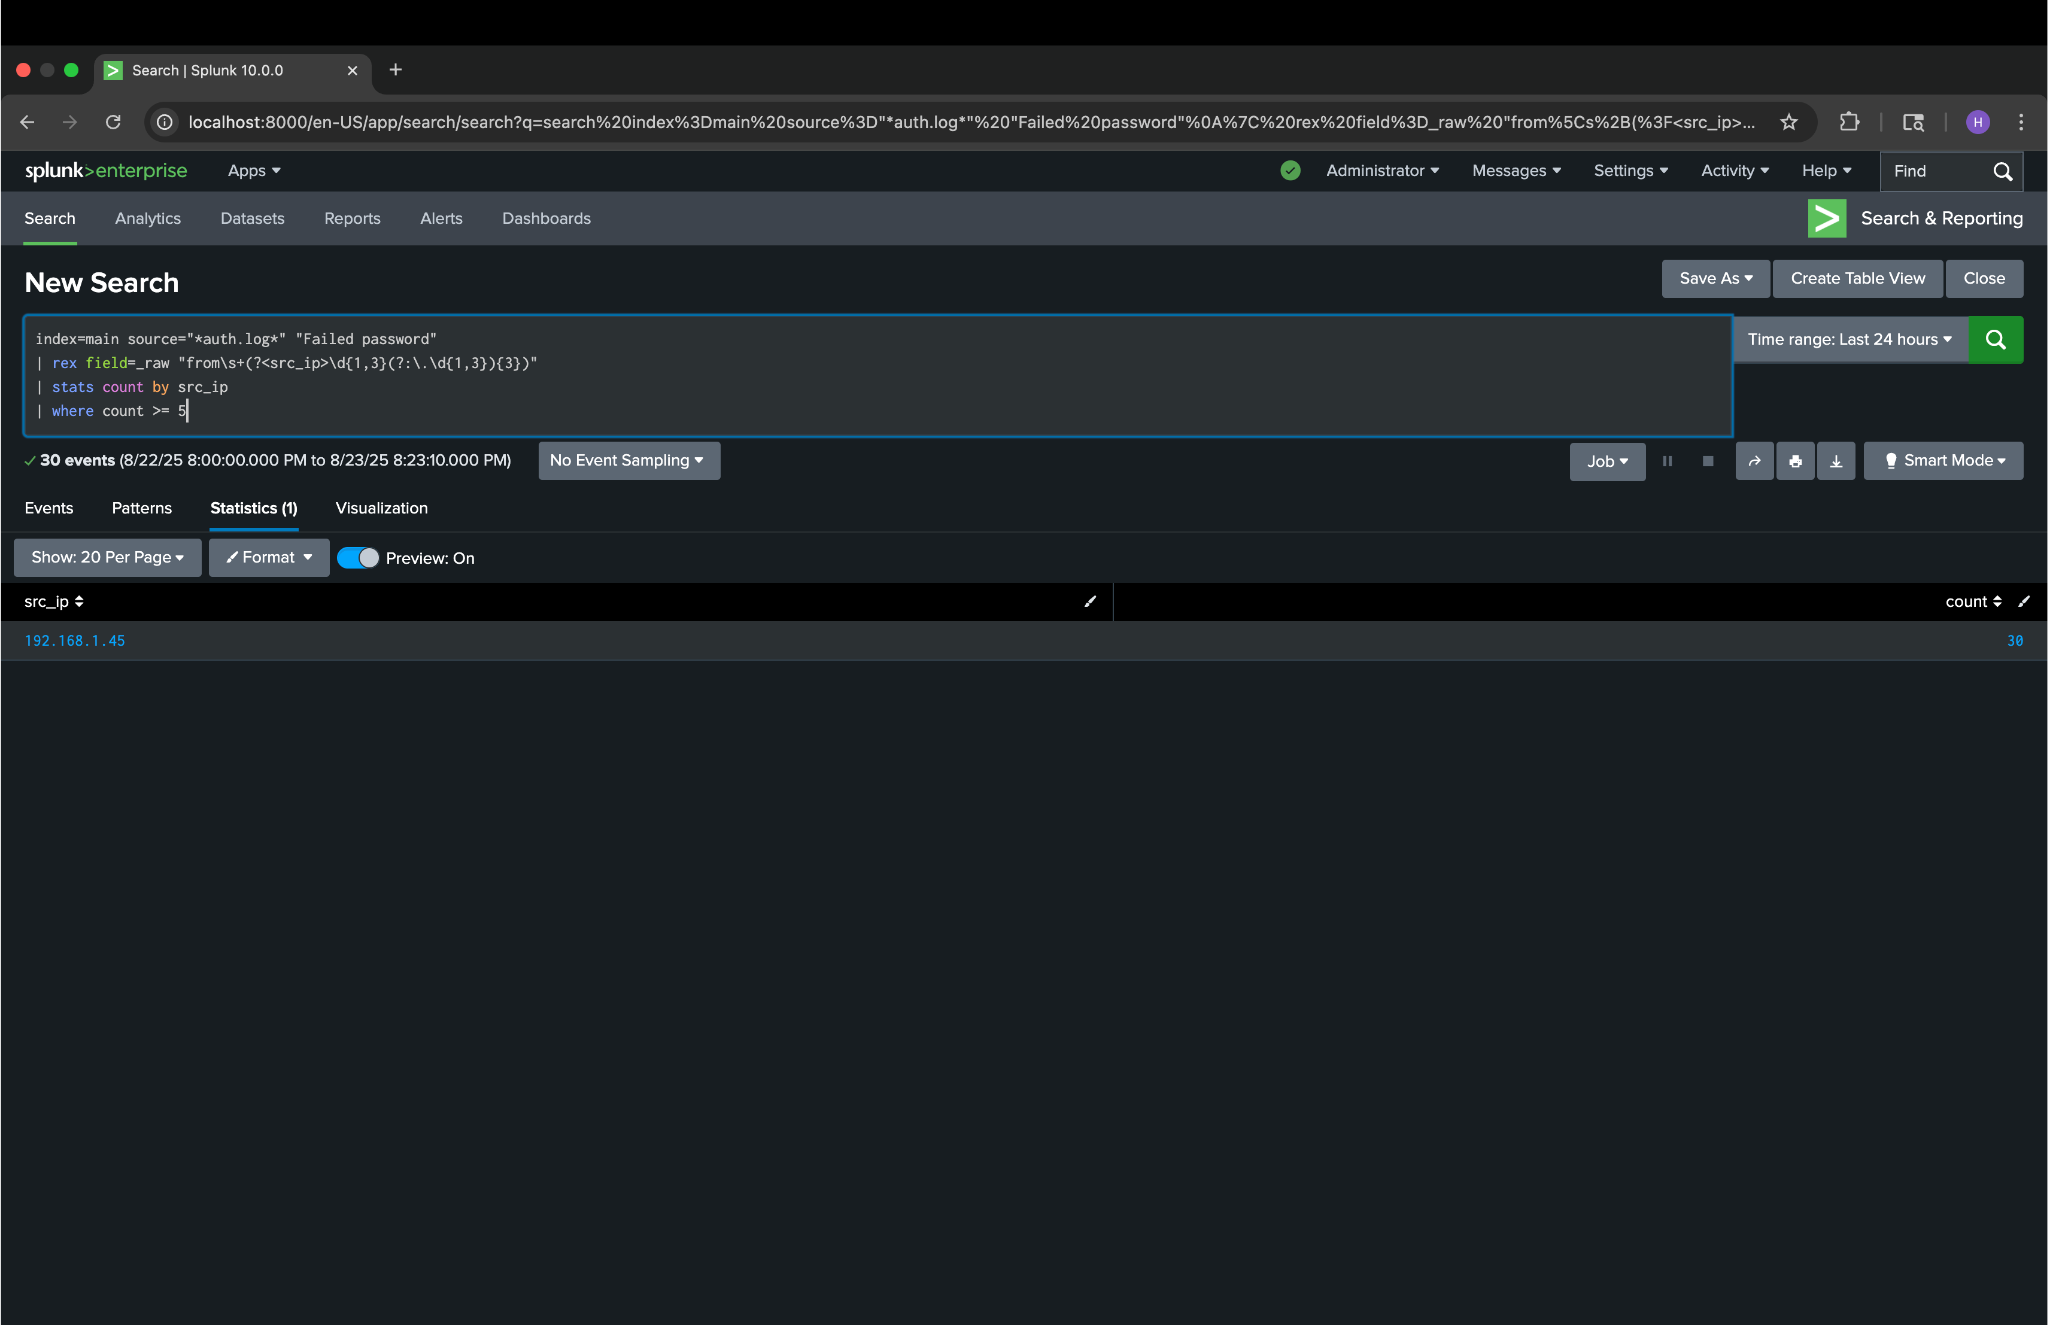 Search | Splunk 10.0.0
localhost:8000/en-US/app/search/search?q=search%20index%3Dmain%20source%3D"*auth.log*"%20"Failed%20password"%0A%7C%20rex%20field%3D_raw%20"from%5Cs%2B(%3F<src_ip>...
H
splunk>enterprise Apps Administrator Messages Settings Activity Help Find
Search Analytics Datasets Reports Alerts Dashboards > Search & Reporting
New Search Save As Create Table View Close
index=main source="*auth.log*" "Failed password" Time range: Last 24 hours
| rex field=_raw "from\s+(?<src_ip>\d{1,3}(?:\.\d{1,3}){3})"
| stats count by src_ip
| where count >= 5
30 events (8/22/25 8:00:00.000 PM to 8/23/25 8:23:10.000 PM) No Event Sampling Job Smart Mode
Events Patterns Statistics (1) Visualization
Show: 20 Per Page Format Preview: On
src_ip count
192.168.1.45 30